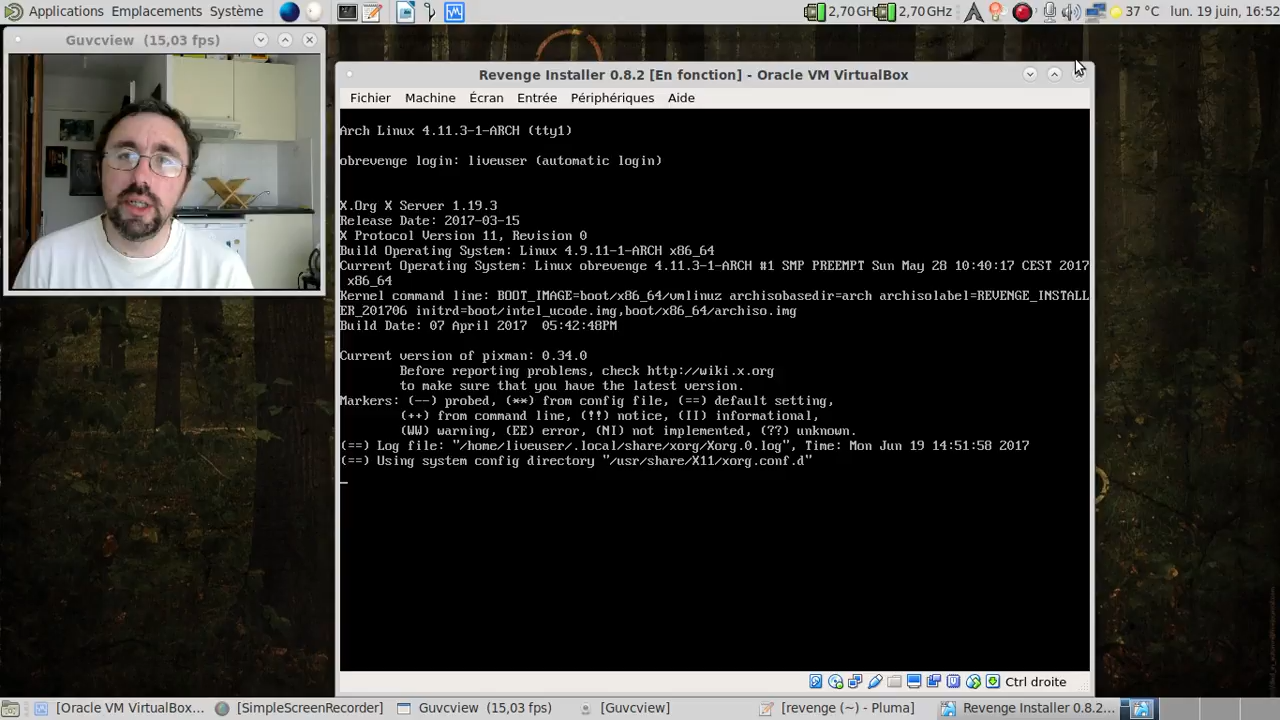 Applications Emplacements Système
2,70 GHz
2,70 GHz
37 °C
lun. 19 juin, 16:52
Guvcview (15,03 fps)
Revenge Installer 0.8.2 [En fonction] - Oracle VM VirtualBox
Fichier Machine Écran Entrée Périphériques Aide
Arch Linux 4.11.3-1-ARCH (tty1)
obrevenge login: liveuser (automatic login)
X.Org X Server 1.19.3
Release Date: 2017-03-15
X Protocol Version 11, Revision 0
Build Operating System: Linux 4.9.11-1-ARCH x86_64
Current Operating System: Linux obrevenge 4.11.3-1-ARCH #1 SMP PREEMPT Sun May 28 10:40:17 CEST 2017
x86_64
Kernel command line: BOOT_IMAGE=boot/x86_64/vmlinuz archisobasedir=arch archisolabel=REVENGE_INSTALL
ER_201706 initrd=boot/intel_ucode.img,boot/x86_64/archiso.img
Build Date: 07 April 2017  05:42:48PM
Current version of pixman: 0.34.0
Before reporting problems, check http://wiki.x.org
to make sure that you have the latest version.
Markers: (--) probed, (**) from config file, (==) default setting,
(++) from command line, (!!) notice, (II) informational,
(WW) warning, (EE) error, (NI) not implemented, (??) unknown.
(==) Log file: "/home/liveuser/.local/share/xorg/Xorg.0.log", Time: Mon Jun 19 14:51:58 2017
(==) Using system config directory "/usr/share/X11/xorg.conf.d"
Ctrl droite
[Oracle VM VirtualBox...
[SimpleScreenRecorder]
Guvcview (15,03 fps)
[Guvcview]
[revenge (~) - Pluma]
Revenge Installer 0.8.2...